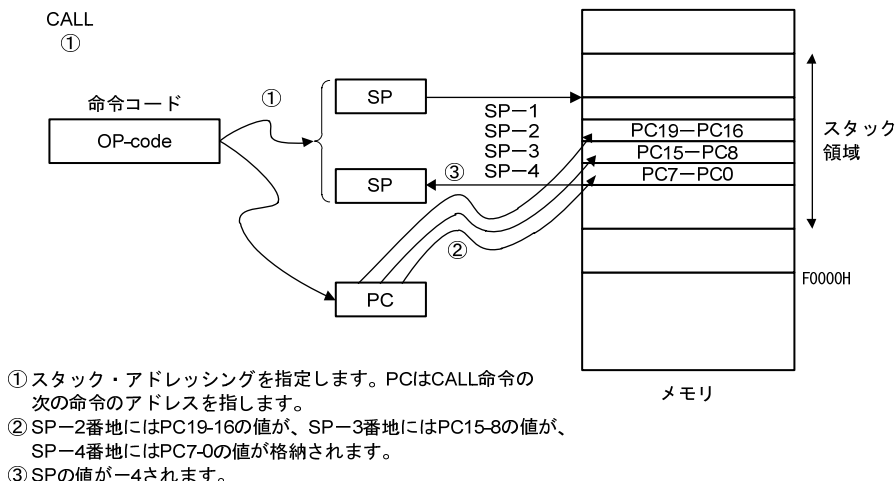 CALL
①
命令コード
OP-code
①
SP
SP
③
SP－1
SP－2
SP－3
SP－4
PC19－PC16
PC15－PC8
PC7－PC0
スタック
領域
②
PC
F0000H
メモリ
① スタック・アドレッシングを指定します。PCはCALL命令の
次の命令のアドレスを指します。
② SP－2番地にはPC19-16の値が、SP－3番地にはPC15-8の値が、
SP－4番地にはPC7-0の値が格納されます。
③ SPの値が－4されます。